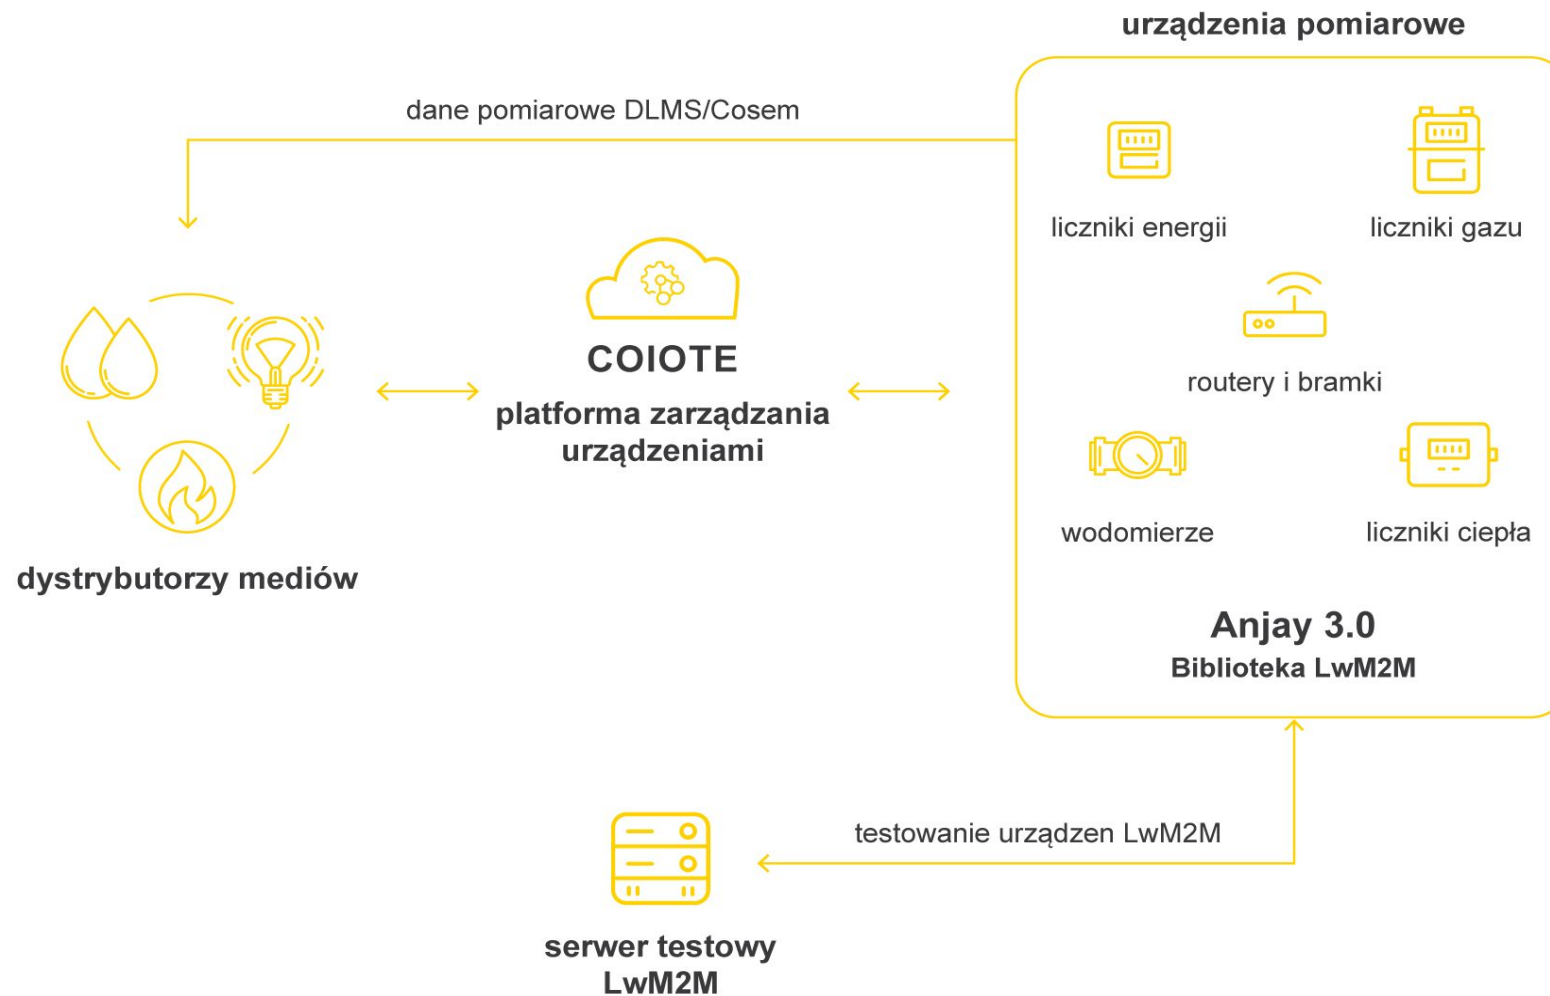 urządzenia pomiarowe
dane pomiarowe DLMS/Cosem
liczniki energii
liczniki gazu
routery i bramki
wodomierze
liczniki ciepła
Anjay 3.0
Biblioteka LwM2M
COIOTE
platforma zarządzania
urządzeniami
dystrybutorzy mediów
testowanie urządzen LwM2M
serwer testowy
LwM2M